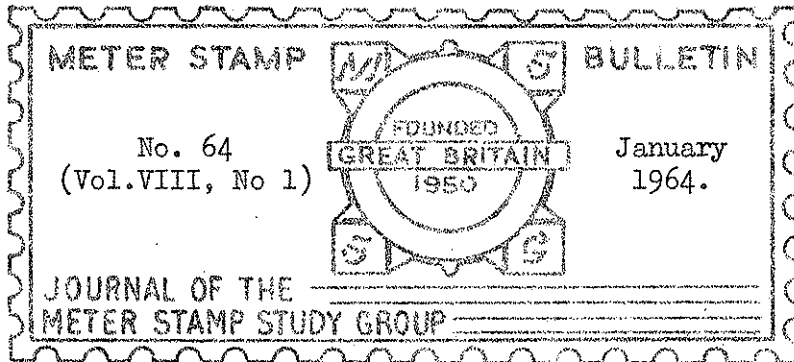 METER STAMP BULLETIN
M S
No. 64
(Vol.VIII, No 1)
FOUNDED
GREAT BRITAIN
1950
January
1964.
S G
JOURNAL OF THE
METER STAMP STUDY GROUP